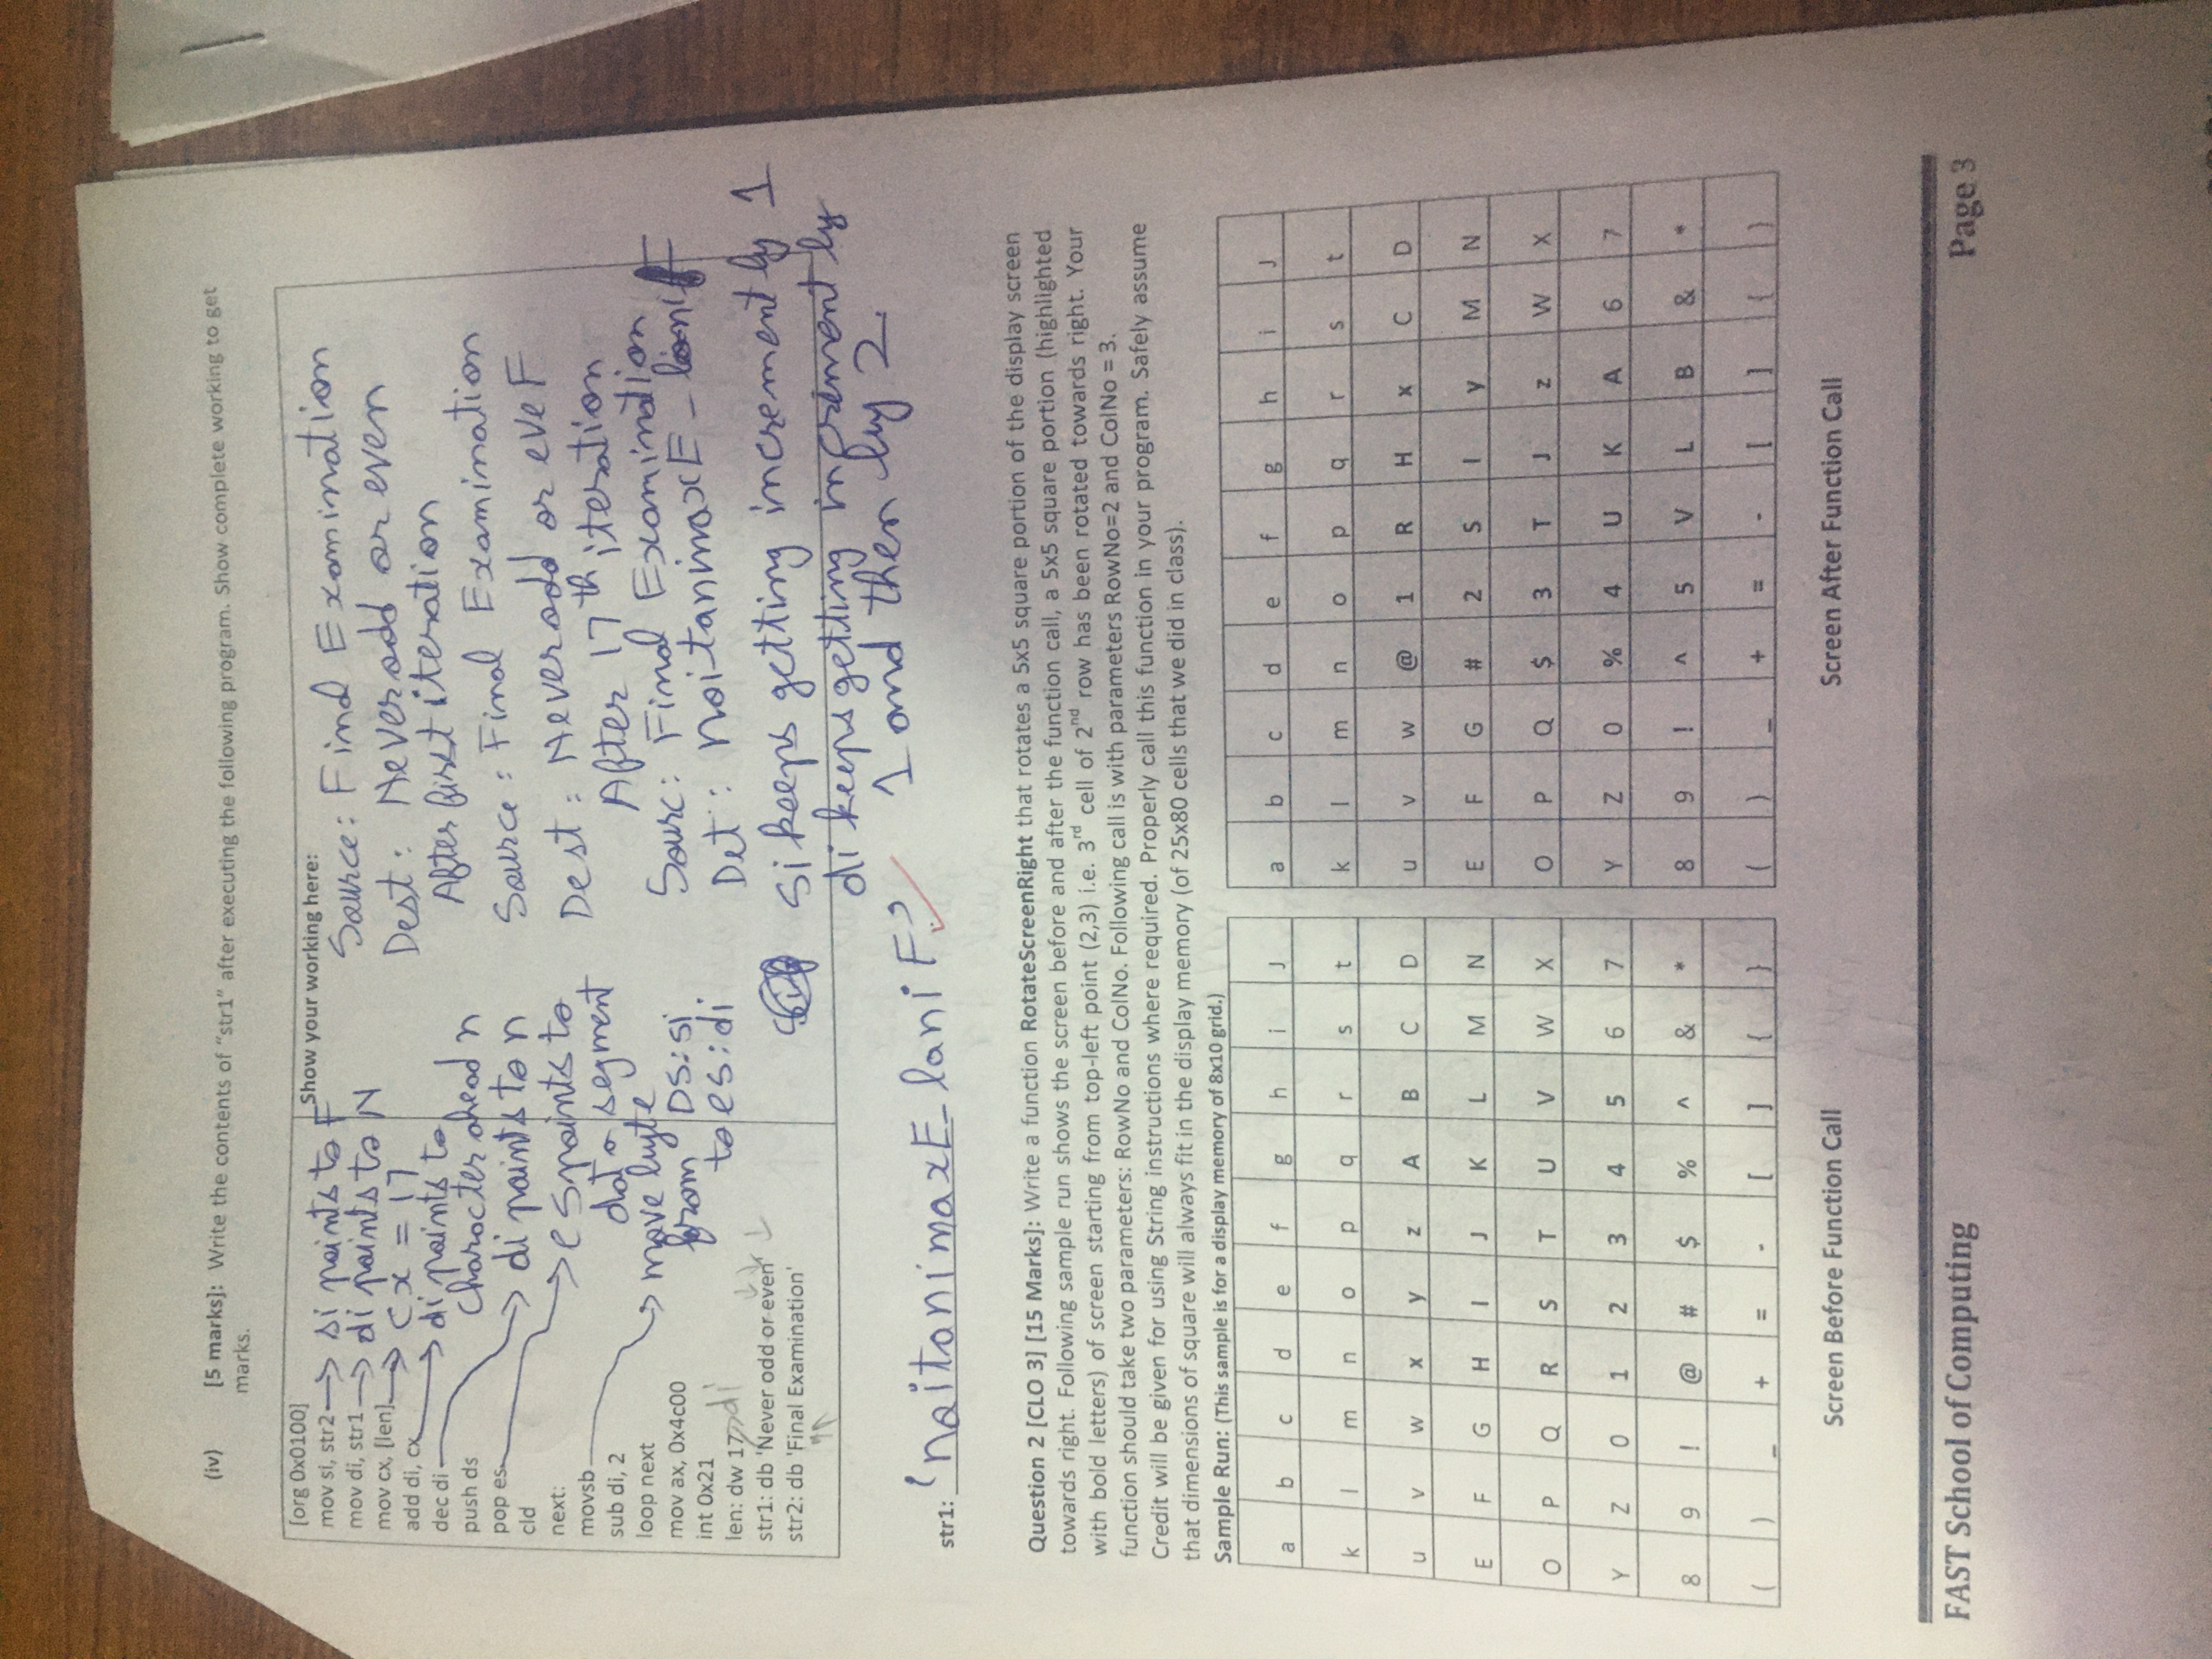 (iv) [5 marks]: Write the contents of “str1” after executing the following program. Show complete working to get
marks.
[org 0x0100]
mov si, str2 → si points to F
mov di, str1 → di points to N
mov cx, [len] → cx = 17
add di, cx → di points to
character ahead n
dec di → di points to n
push ds
pop es → es points to
data segment
cld
next:
movsb → move byte
from DS:si
to es:di
sub di, 2
loop next
mov ax, 0x4c00
int 0x21
len: dw 17 di
str1: db 'Never odd or even'
str2: db 'Final Examination'
Show your working here:
Source: Final Examination
Dest: Never odd or even
After first iteration
Source: Final Examination
Dest: Never odd or eveF
After 17th iteration
Sourc: Final Examination
Det: noitanimaxE_laniF
si keeps getting increment by 1
di keeps getting increment by
1 and then by 2.
str1: 'noitanimaxE_laniF'
Question 2 [CLO 3] [15 Marks]: Write a function RotateScreenRight that rotates a 5x5 square portion of the display screen
towards right. Following sample run shows the screen before and after the function call, a 5x5 square portion (highlighted
with bold letters) of screen starting from top-left point (2,3) i.e. 3rd cell of 2nd row has been rotated towards right. Your
function should take two parameters: RowNo and ColNo. Following call is with parameters RowNo=2 and ColNo = 3.
Credit will be given for using String instructions where required. Properly call this function in your program. Safely assume
that dimensions of square will always fit in the display memory (of 25x80 cells that we did in class).
Sample Run: (This sample is for a display memory of 8x10 grid.)
a b c d e f g h i J
k l m n o p q r s t
u v w x y z A B C D
E F G H I J K L M N
O P Q R S T U V W X
Y Z 0 1 2 3 4 5 6 7
8 9 ! @ # $ % ^ & *
( ) _ + = - [ ] { }
Screen Before Function Call
a b c d e f g h i J
k l m n o p q r s t
u v w @ 1 R H x C D
E F G # 2 S I y M N
O P Q $ 3 T J z W X
Y Z 0 % 4 U K A 6 7
8 9 ! ^ 5 V L B & *
( ) _ + = - [ ] { }
Screen After Function Call
FAST School of Computing
Page 3